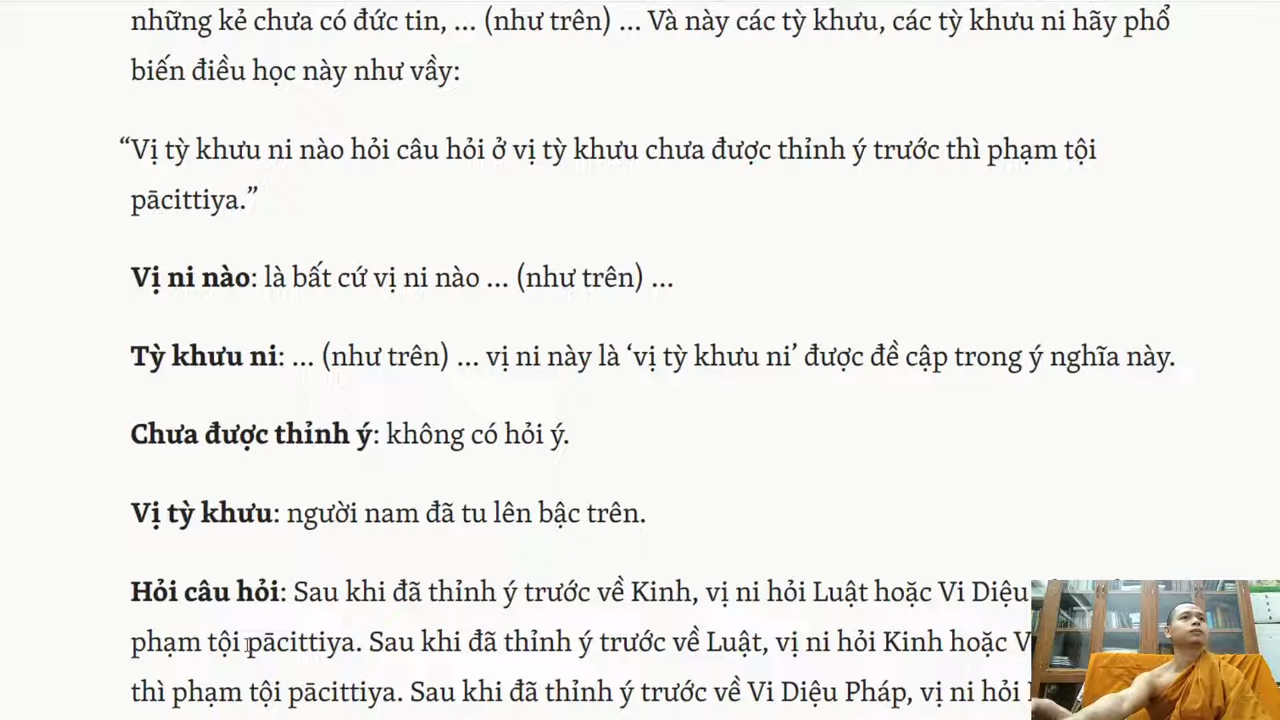 những kẻ chưa có đức tin, ... (như trên) ... Và này các tỳ khưu, các tỳ khưu ni hãy phổ
biến điều học này như vầy:
“Vị tỳ khưu ni nào hỏi câu hỏi ở vị tỳ khưu chưa được thỉnh ý trước thì phạm tội
pācittiya.”
Vị ni nào: là bất cứ vị ni nào ... (như trên) ...
Tỳ khưu ni: ... (như trên) ... vị ni này là ‘vị tỳ khưu ni’ được đề cập trong ý nghĩa này.
Chưa được thỉnh ý: không có hỏi ý.
Vị tỳ khưu: người nam đã tu lên bậc trên.
Hỏi câu hỏi: Sau khi đã thỉnh ý trước về Kinh, vị ni hỏi Luật hoặc Vi Diệu
phạm tội pācittiya. Sau khi đã thỉnh ý trước về Luật, vị ni hỏi Kinh hoặc
thì phạm tội pācittiya. Sau khi đã thỉnh ý trước về Vi Diệu Pháp, vị ni hỏi